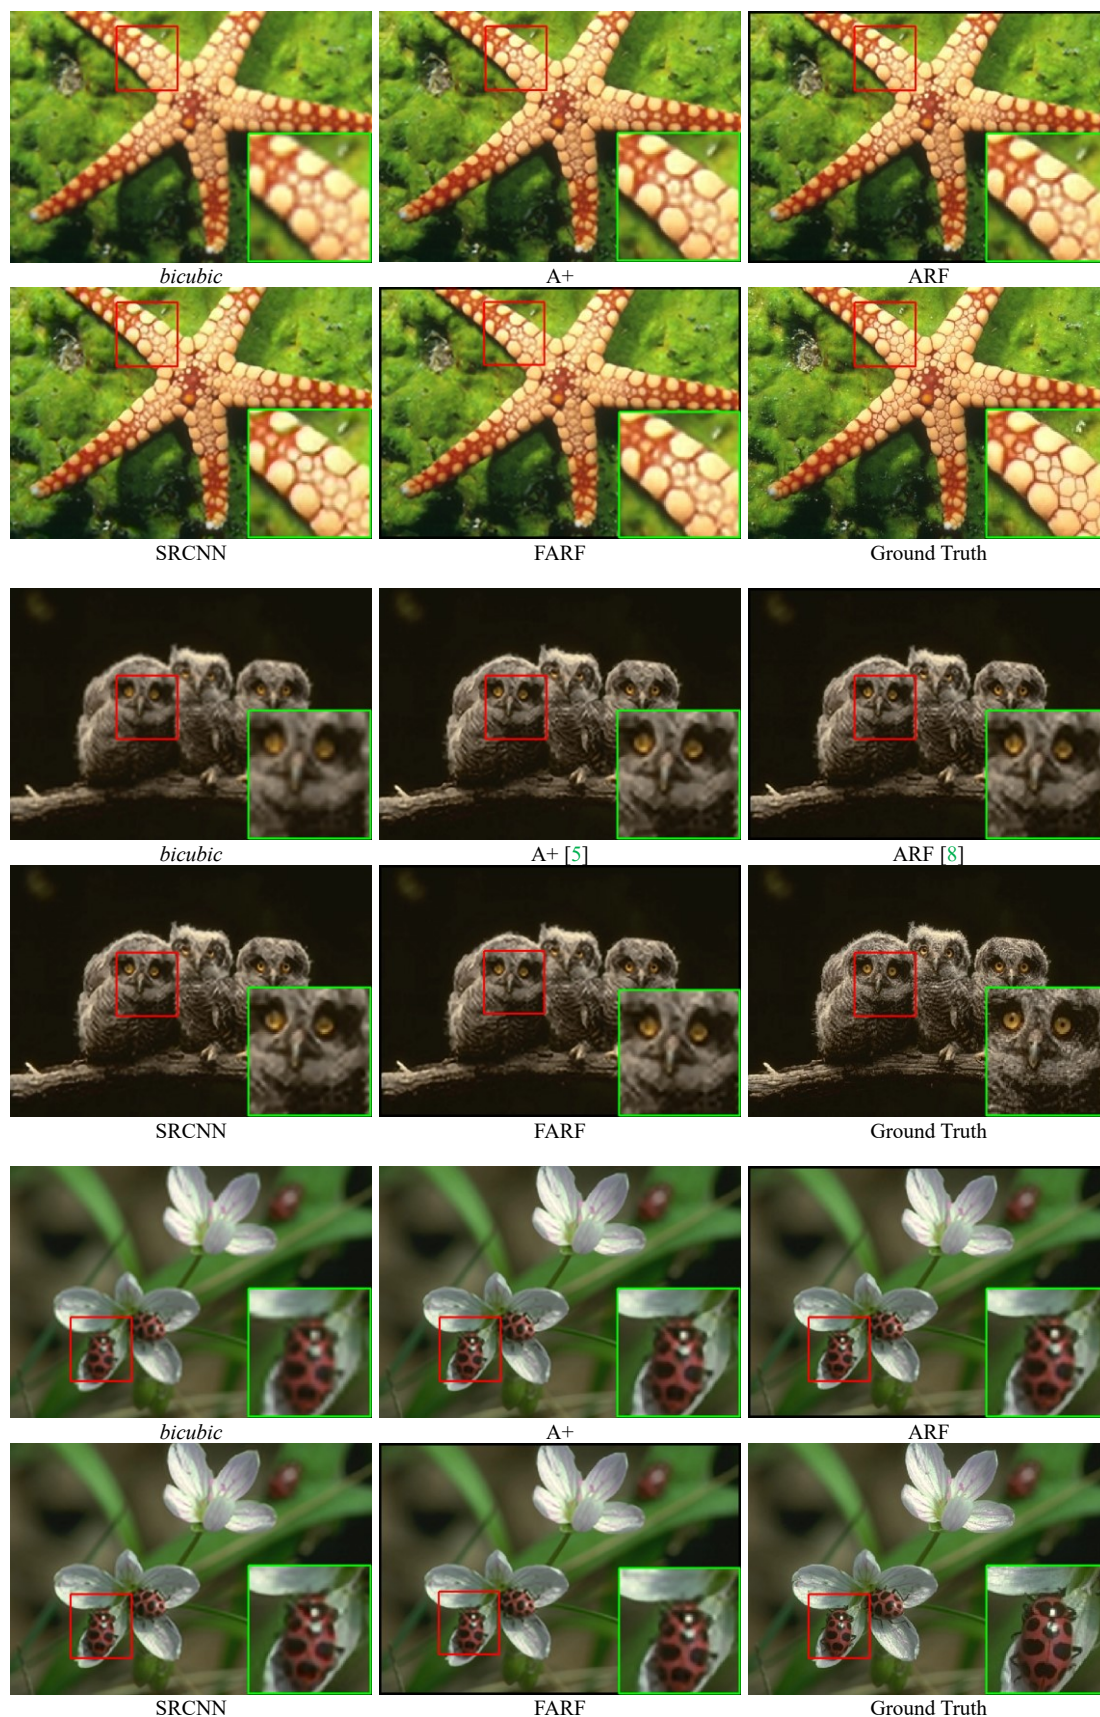 bicubic A+ ARF
SRCNN FARF Ground Truth
bicubic A+ [5] ARF [8]
SRCNN FARF Ground Truth
bicubic A+ ARF
SRCNN FARF Ground Truth